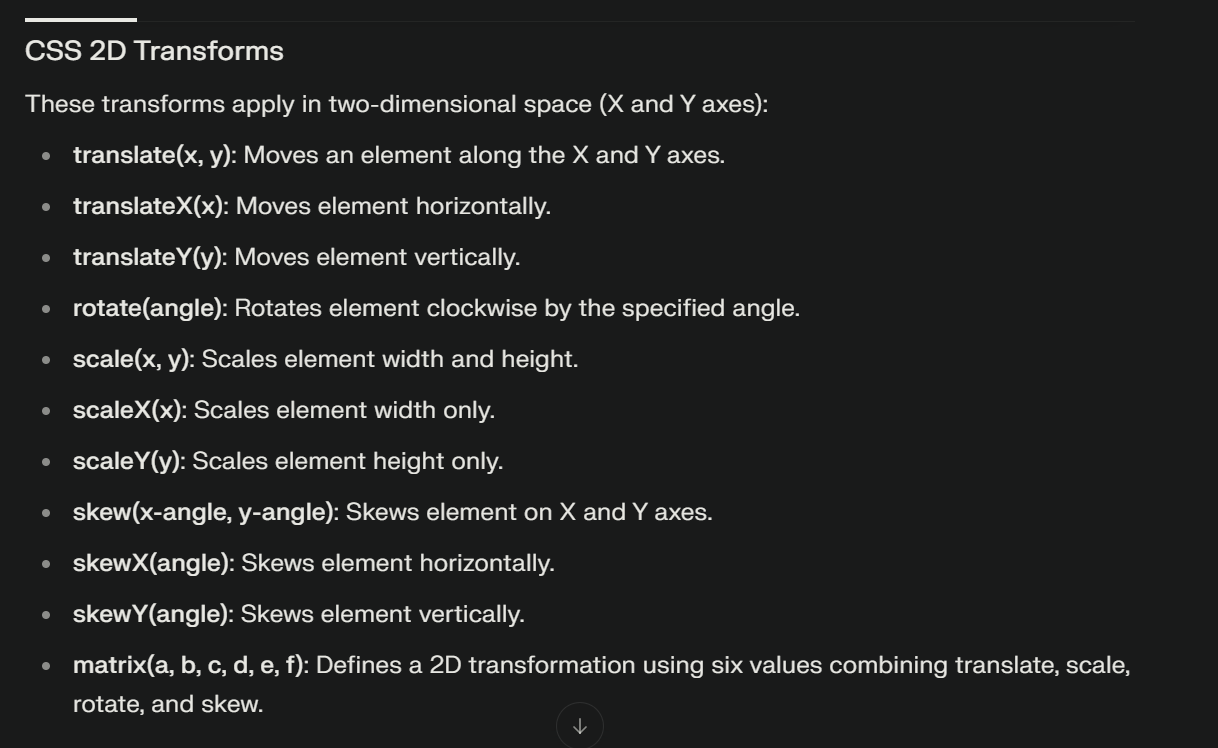 CSS 2D Transforms
These transforms apply in two-dimensional space (X and Y axes):
translate(x, y): Moves an element along the X and Y axes.
translateX(x): Moves element horizontally.
translateY(y): Moves element vertically.
rotate(angle): Rotates element clockwise by the specified angle.
scale(x, y): Scales element width and height.
scaleX(x): Scales element width only.
scaleY(y): Scales element height only.
skew(x-angle, y-angle): Skews element on X and Y axes.
skewX(angle): Skews element horizontally.
skewY(angle): Skews element vertically.
matrix(a, b, c, d, e, f): Defines a 2D transformation using six values combining translate, scale,
rotate, and skew.